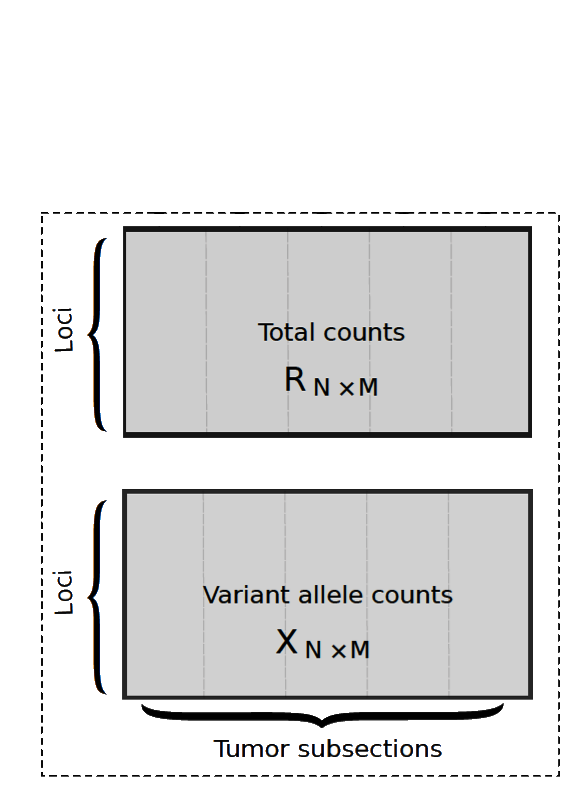 Loci
Total counts
R N ×M
Loci
Variant allele counts
X N ×M
Tumor subsections